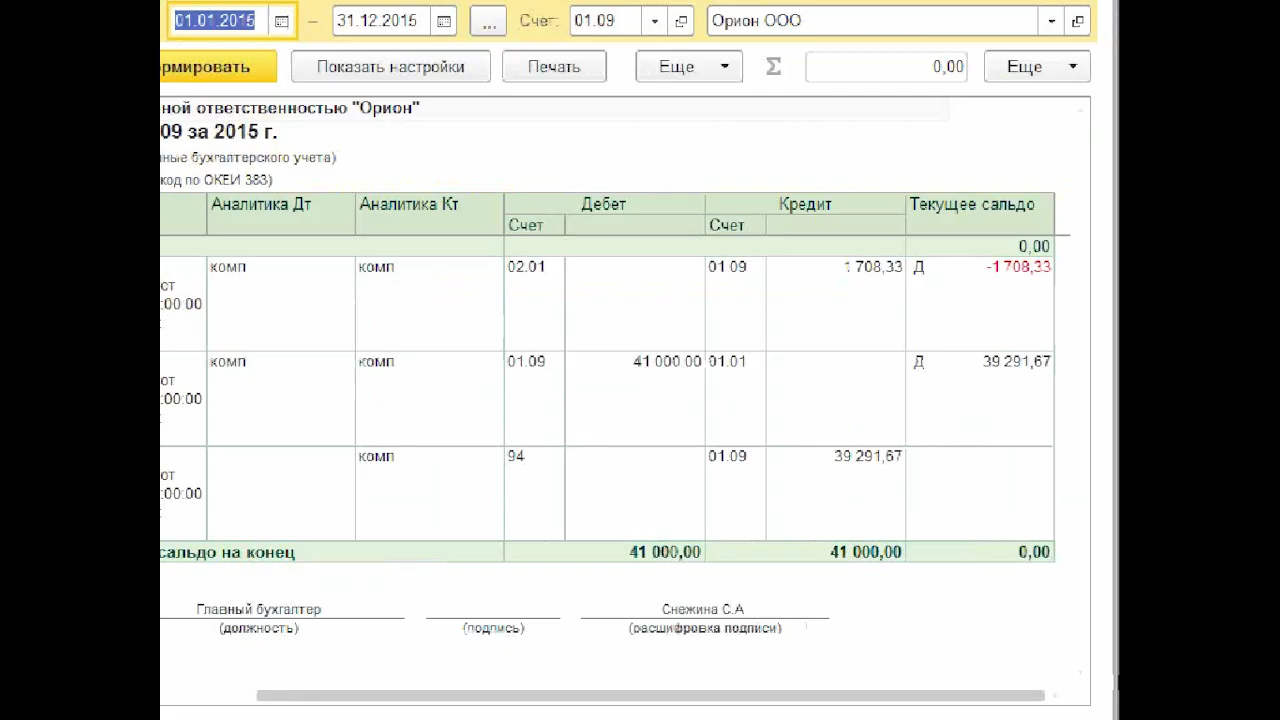 01.01.2015 – 31.12.2015 ... Счет: 01.09 Орион ООО
рмировать Показать настройки Печать Еще Σ 0,00 Еще
ной ответственностью "Орион"
09 за 2015 г.
ные бухгалтерского учета)
код по ОКЕИ 383)
Аналитика Дт Аналитика Кт Дебет Кредит Текущее сальдо
Счет Счет
0,00
комп комп 02.01 01 09 1 708,33 Д -1 708,33
:00:00
комп комп 01.09 41 000 00 01.01 Д 39 291,67
от
:00:00
комп 94 01.09 39 291,67
от
:00:00
сальдо на конец 41 000,00 41 000,00 0,00
Главный бухгалтер Снежина С.А
(должность) (подпись) (расшифровка подписи)